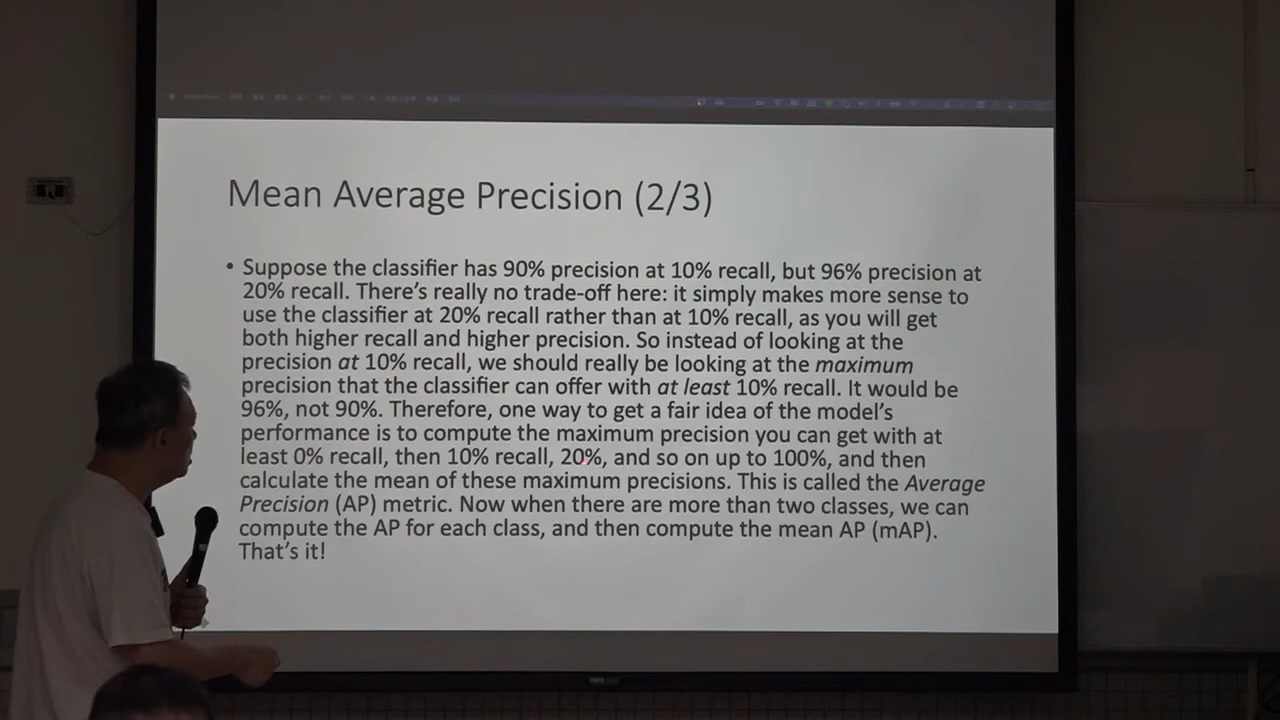 Mean Average Precision (2/3)
• Suppose the classifier has 90% precision at 10% recall, but 96% precision at
20% recall. There's really no trade-off here: it simply makes more sense to
use the classifier at 20% recall rather than at 10% recall, as you will get
both higher recall and higher precision. So instead of looking at the
precision at 10% recall, we should really be looking at the maximum
precision that the classifier can offer with at least 10% recall. It would be
96%, not 90%. Therefore, one way to get a fair idea of the model's
performance is to compute the maximum precision you can get with at
least 0% recall, then 10% recall, 20%, and so on up to 100%, and then
calculate the mean of these maximum precisions. This is called the Average
Precision (AP) metric. Now when there are more than two classes, we can
compute the AP for each class, and then compute the mean AP (mAP).
That's it!